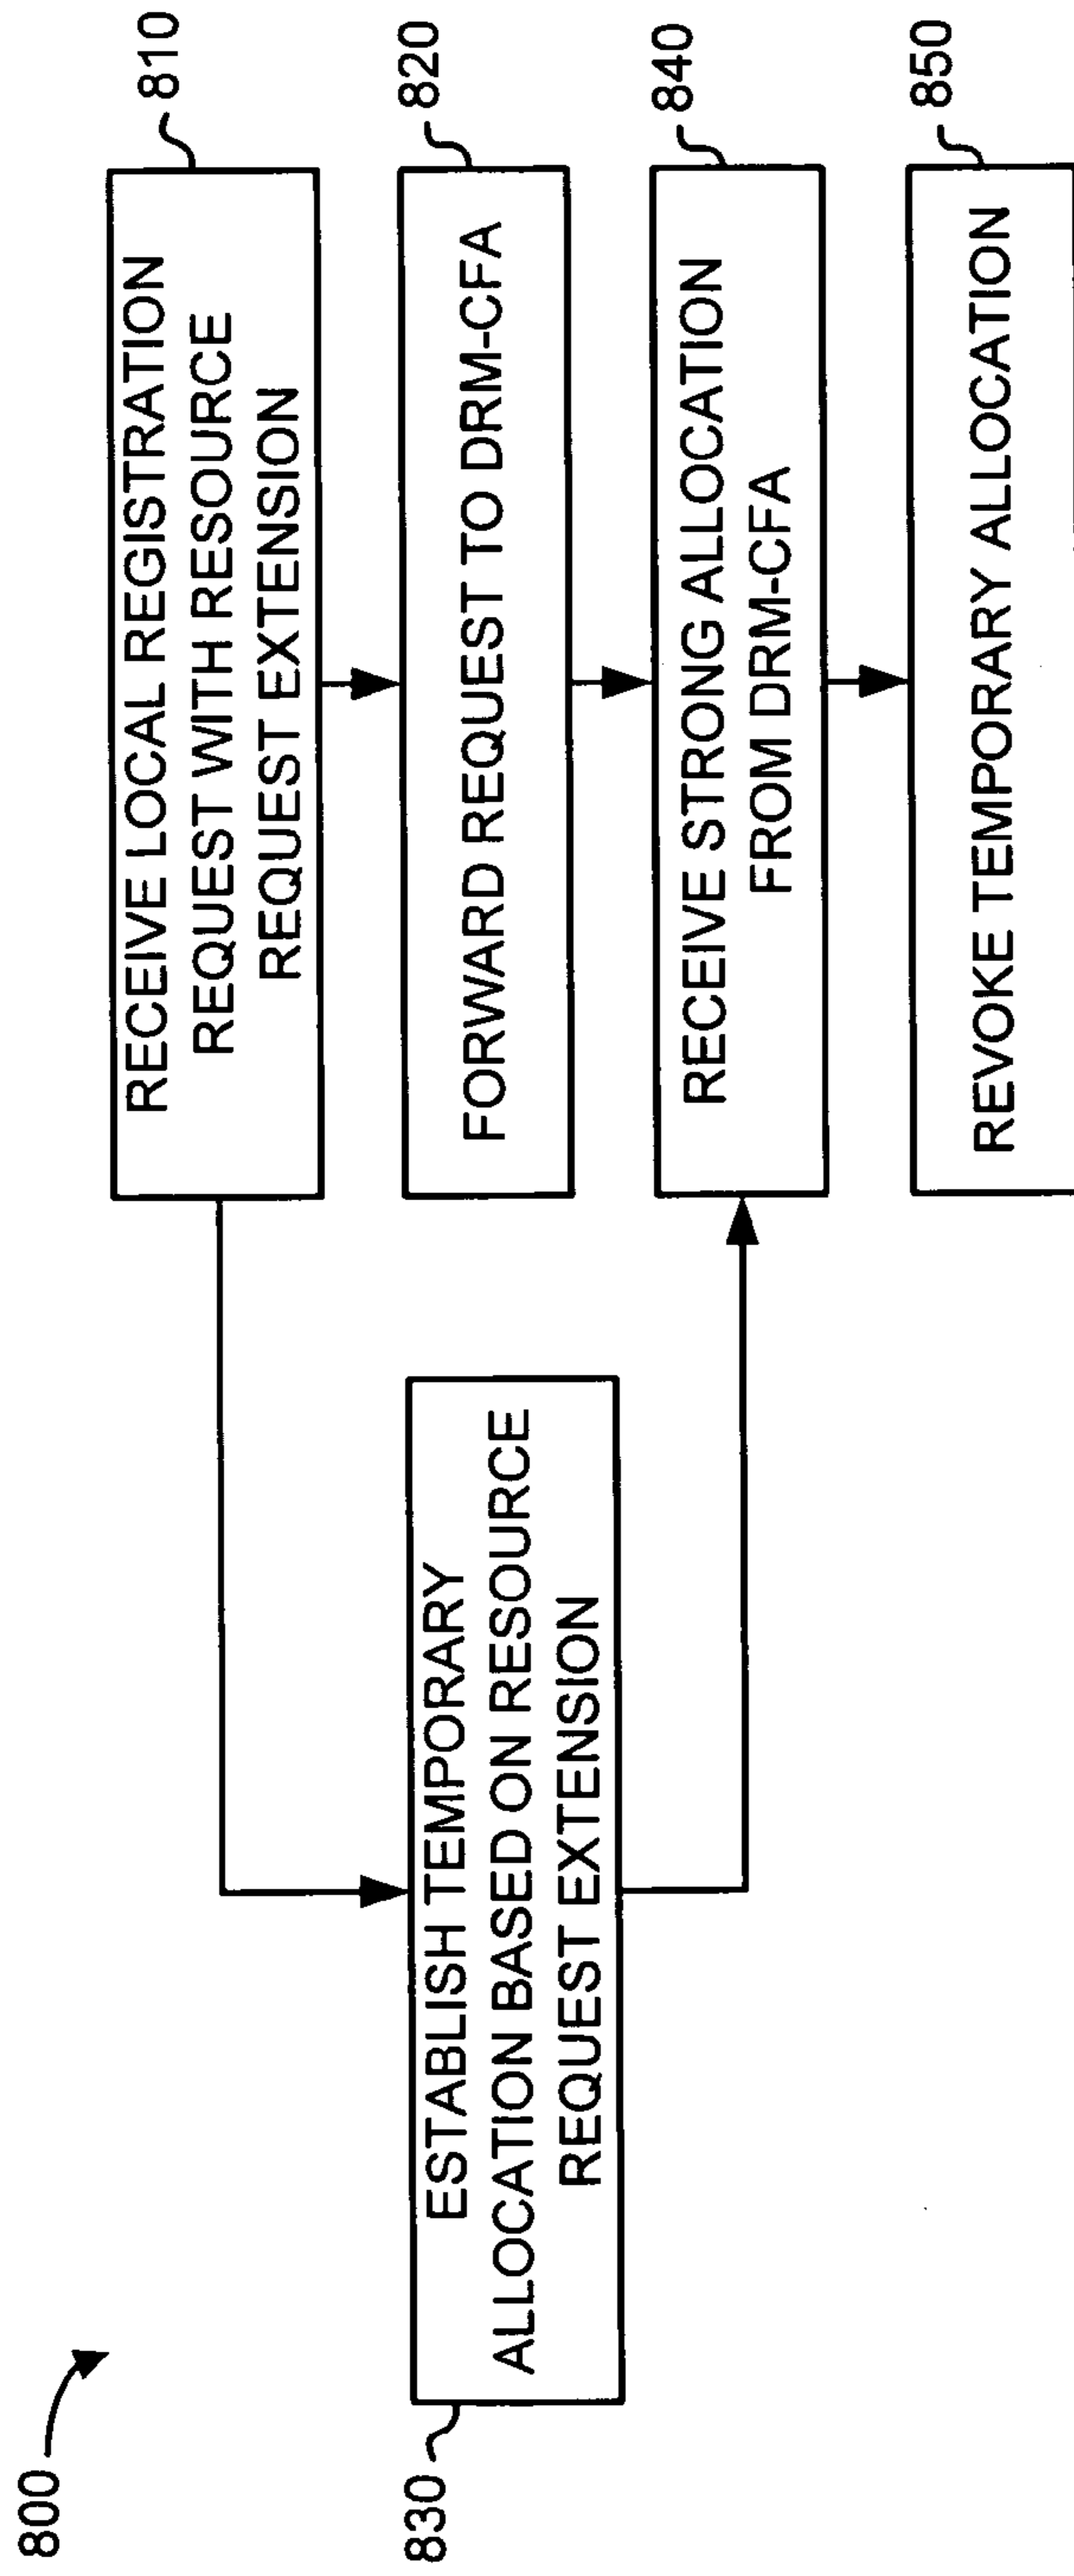 800
RECEIVE LOCAL REGISTRATION
REQUEST WITH RESOURCE
REQUEST EXTENSION
810
FORWARD REQUEST TO DRM-CFA
820
830
ESTABLISH TEMPORARY
ALLOCATION BASED ON RESOURCE
REQUEST EXTENSION
RECEIVE STRONG ALLOCATION
FROM DRM-CFA
840
REVOKE TEMPORARY ALLOCATION
850